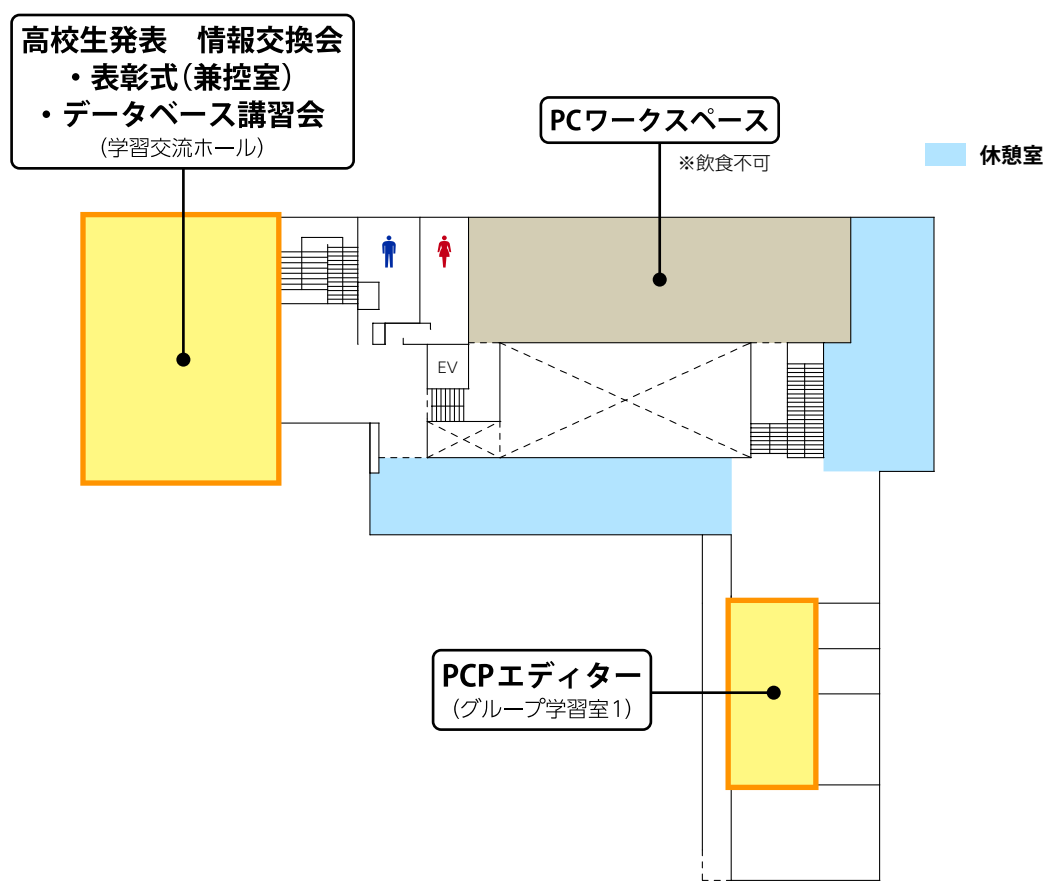 高校生発表　情報交換会
・表彰式（兼控室）
・データベース講習会
（学習交流ホール）
PCワークスペース
※飲食不可
休憩室
EV
PCPエディター
（グループ学習室1）